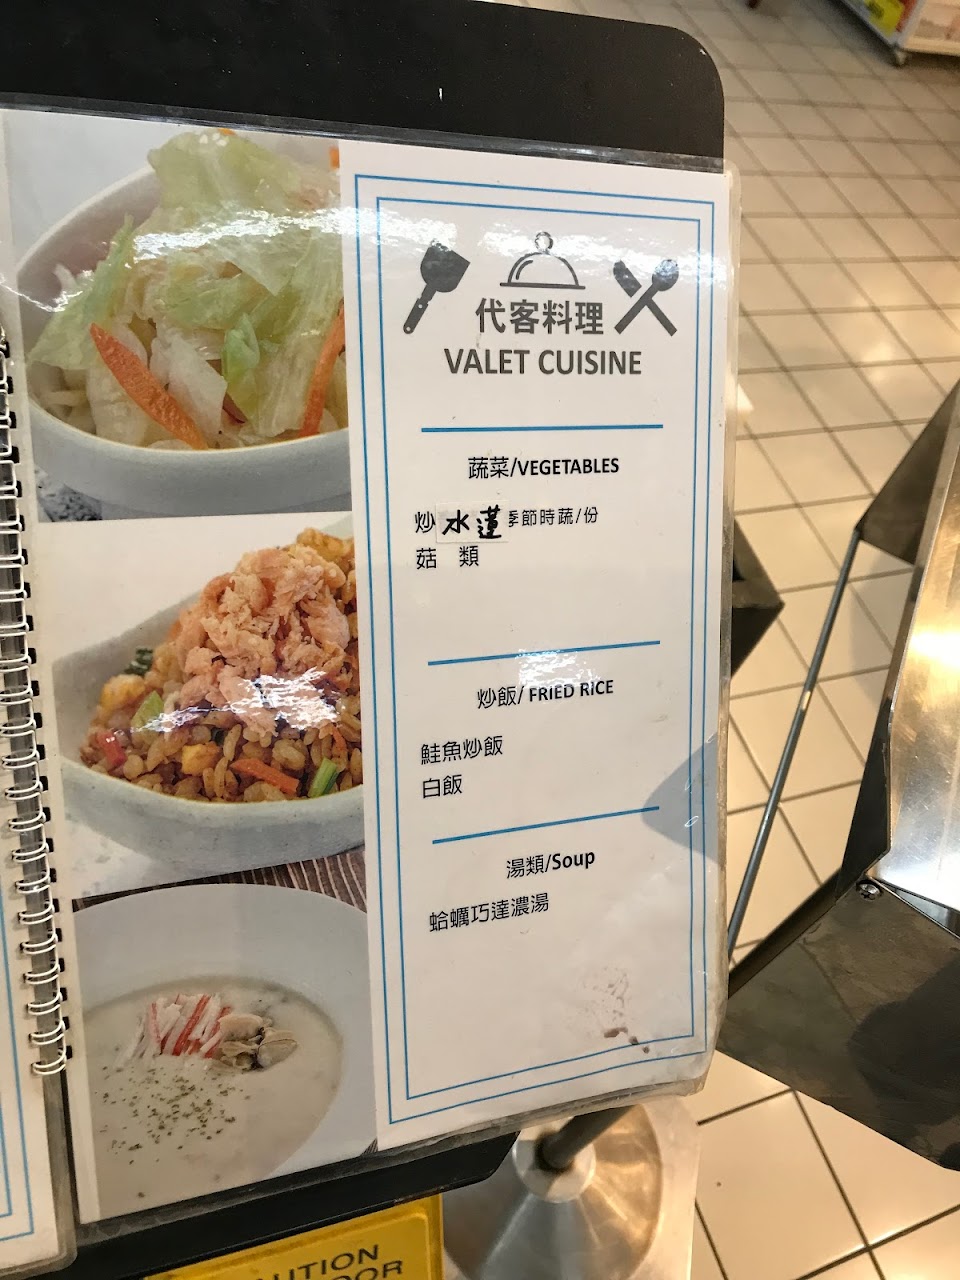 代客料理
VALET CUISINE
蔬菜/VEGETABLES
炒水蓮季節時蔬/份
菇 類
炒飯/ FRIED RICE
鮭魚炒飯
白飯
湯類/Soup
蛤蠣巧達濃湯